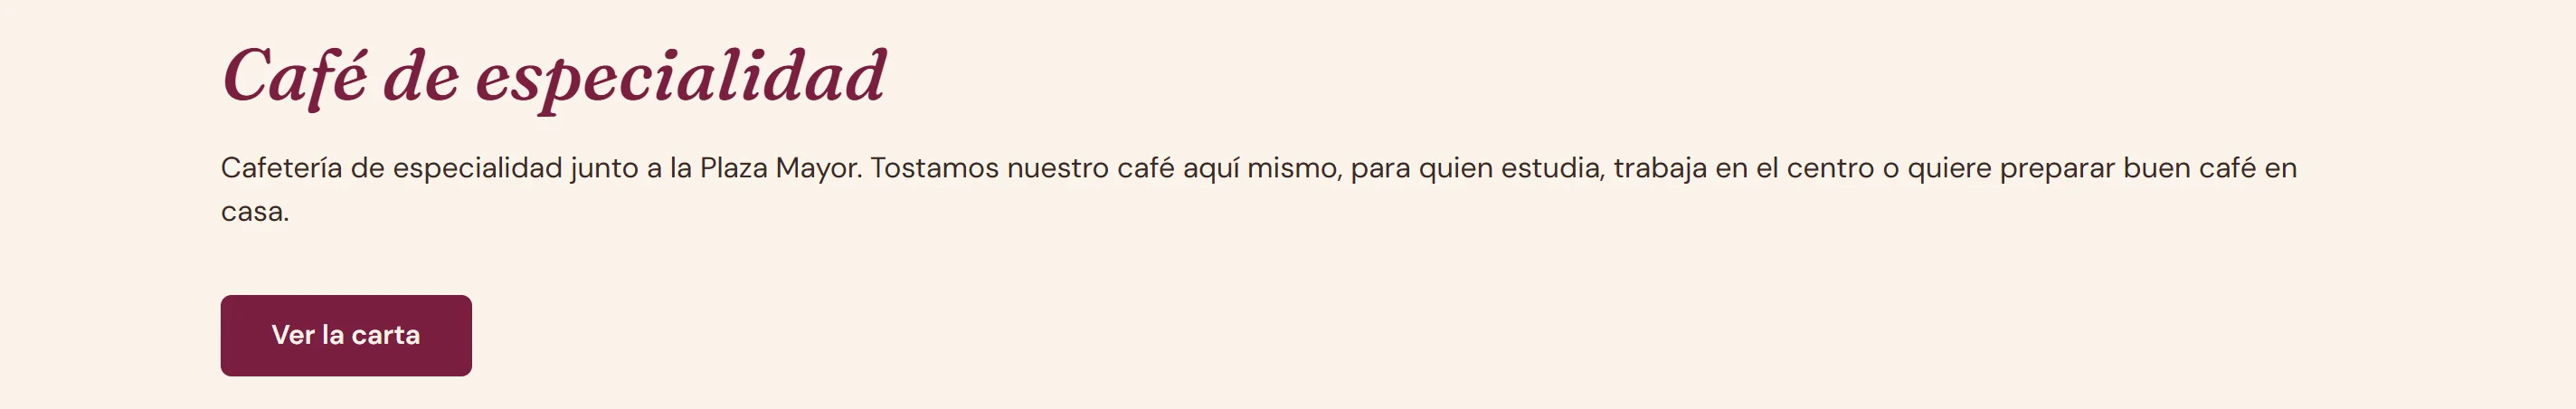 Café de especialidad
Cafetería de especialidad junto a la Plaza Mayor. Tostamos nuestro café aquí mismo, para quien estudia, trabaja en el centro o quiere preparar buen café en
casa.
Ver la carta